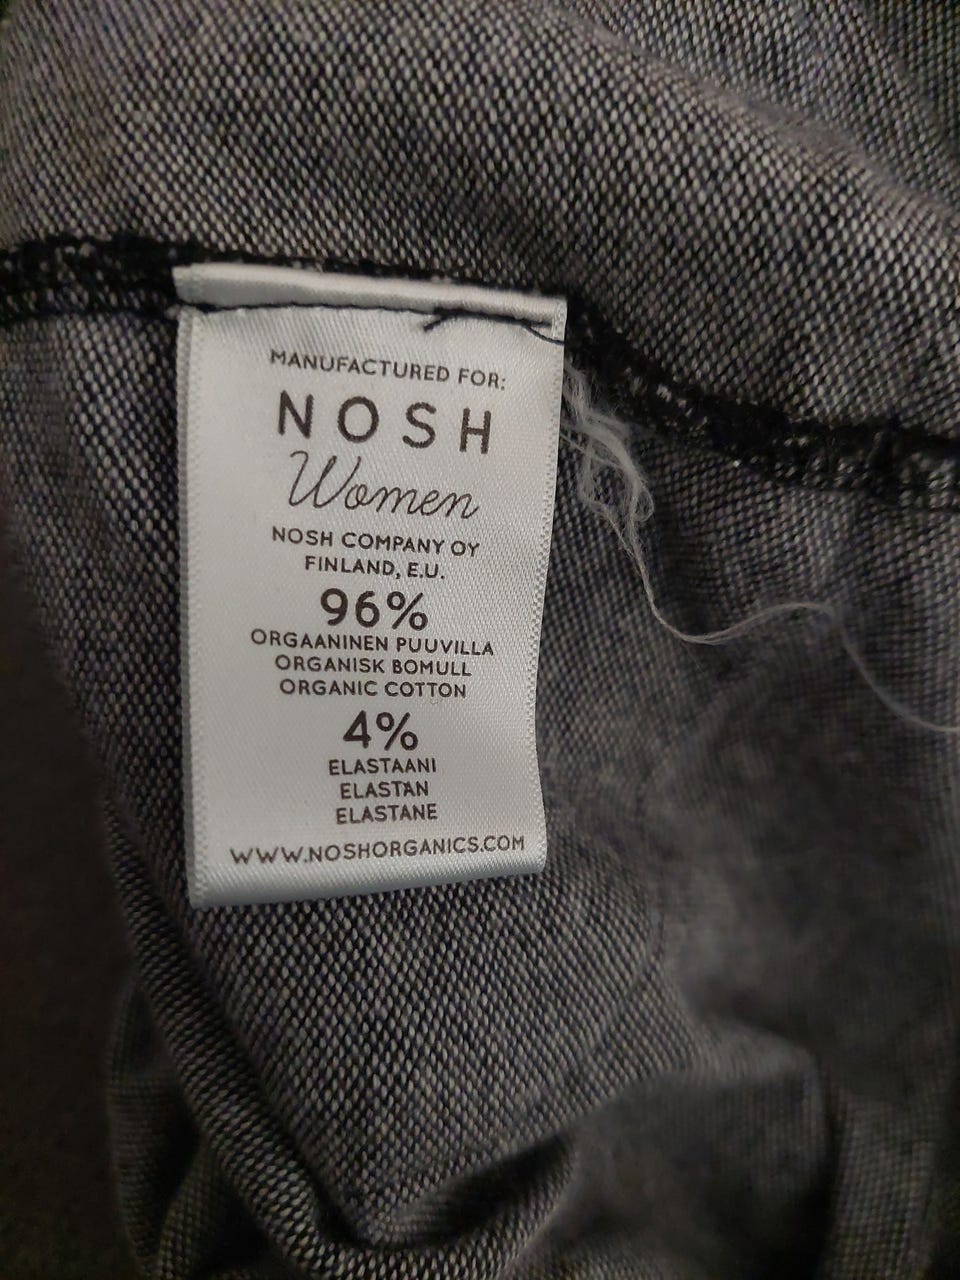 MANUFACTURED FOR:
NOSH
Women
NOSH COMPANY OY
FINLAND, E.U.
96%
ORGAANINEN PUUVILLA
ORGANISK BOMULL
ORGANIC COTTON
4%
ELASTAANI
ELASTAN
ELASTANE
WWW.NOSHORGANICS.COM